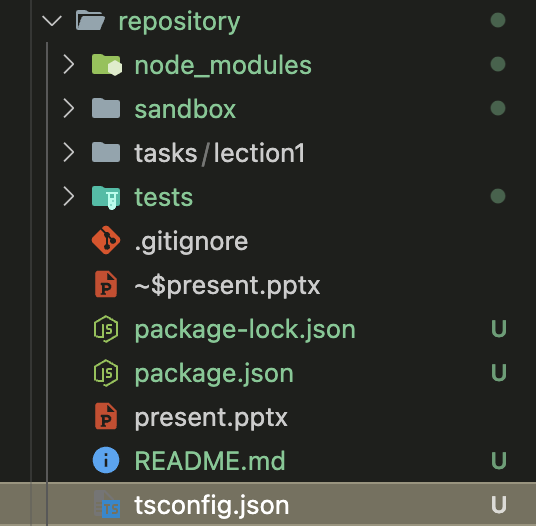 repository
node_modules
sandbox
tasks/lection1
tests
.gitignore
~$present.pptx
package-lock.json U
package.json U
present.pptx
README.md U
tsconfig.json U